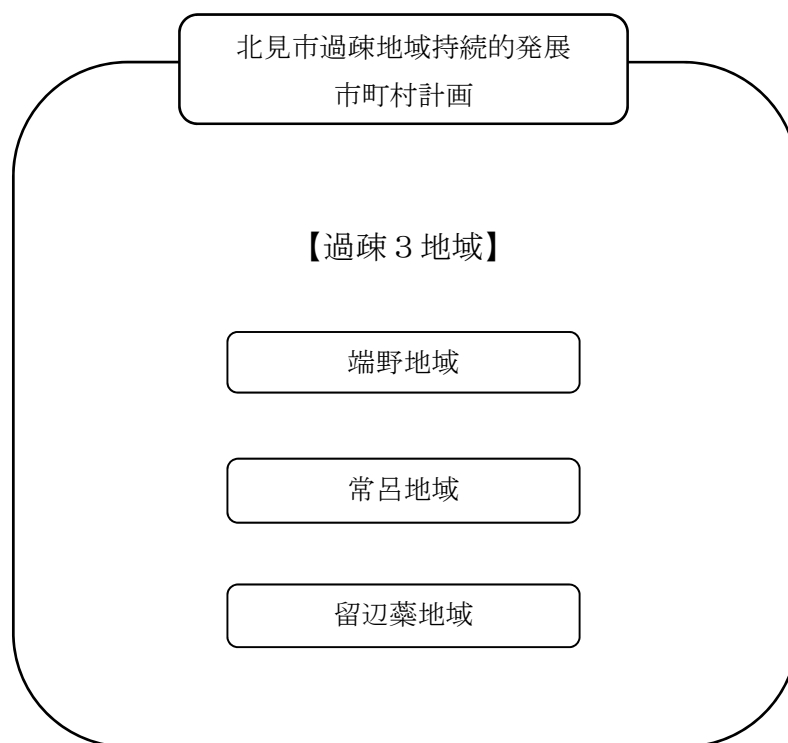 北見市過疎地域持続的発展
市町村計画
【過疎３地域】
端野地域
常呂地域
留辺蘂地域